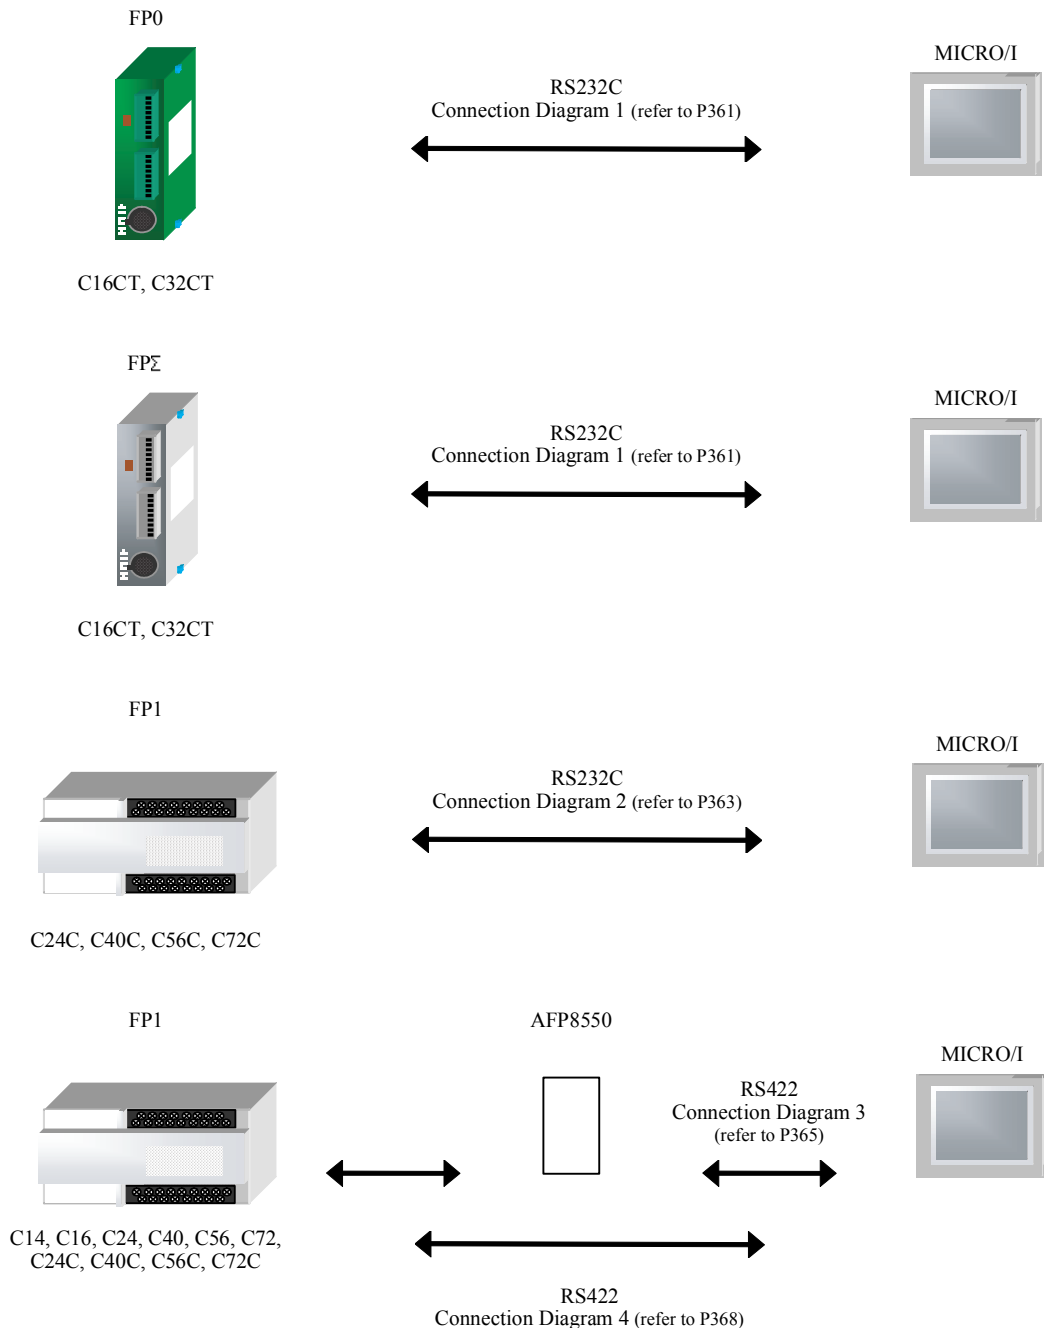 FP0
MICRO/I
RS232C
Connection Diagram 1 (refer to P361)
C16CT, C32CT
FPΣ
MICRO/I
RS232C
Connection Diagram 1 (refer to P361)
C16CT, C32CT
FP1
MICRO/I
RS232C
Connection Diagram 2 (refer to P363)
C24C, C40C, C56C, C72C
FP1
AFP8550
MICRO/I
RS422
Connection Diagram 3
(refer to P365)
C14, C16, C24, C40, C56, C72,
C24C, C40C, C56C, C72C
RS422
Connection Diagram 4 (refer to P368)